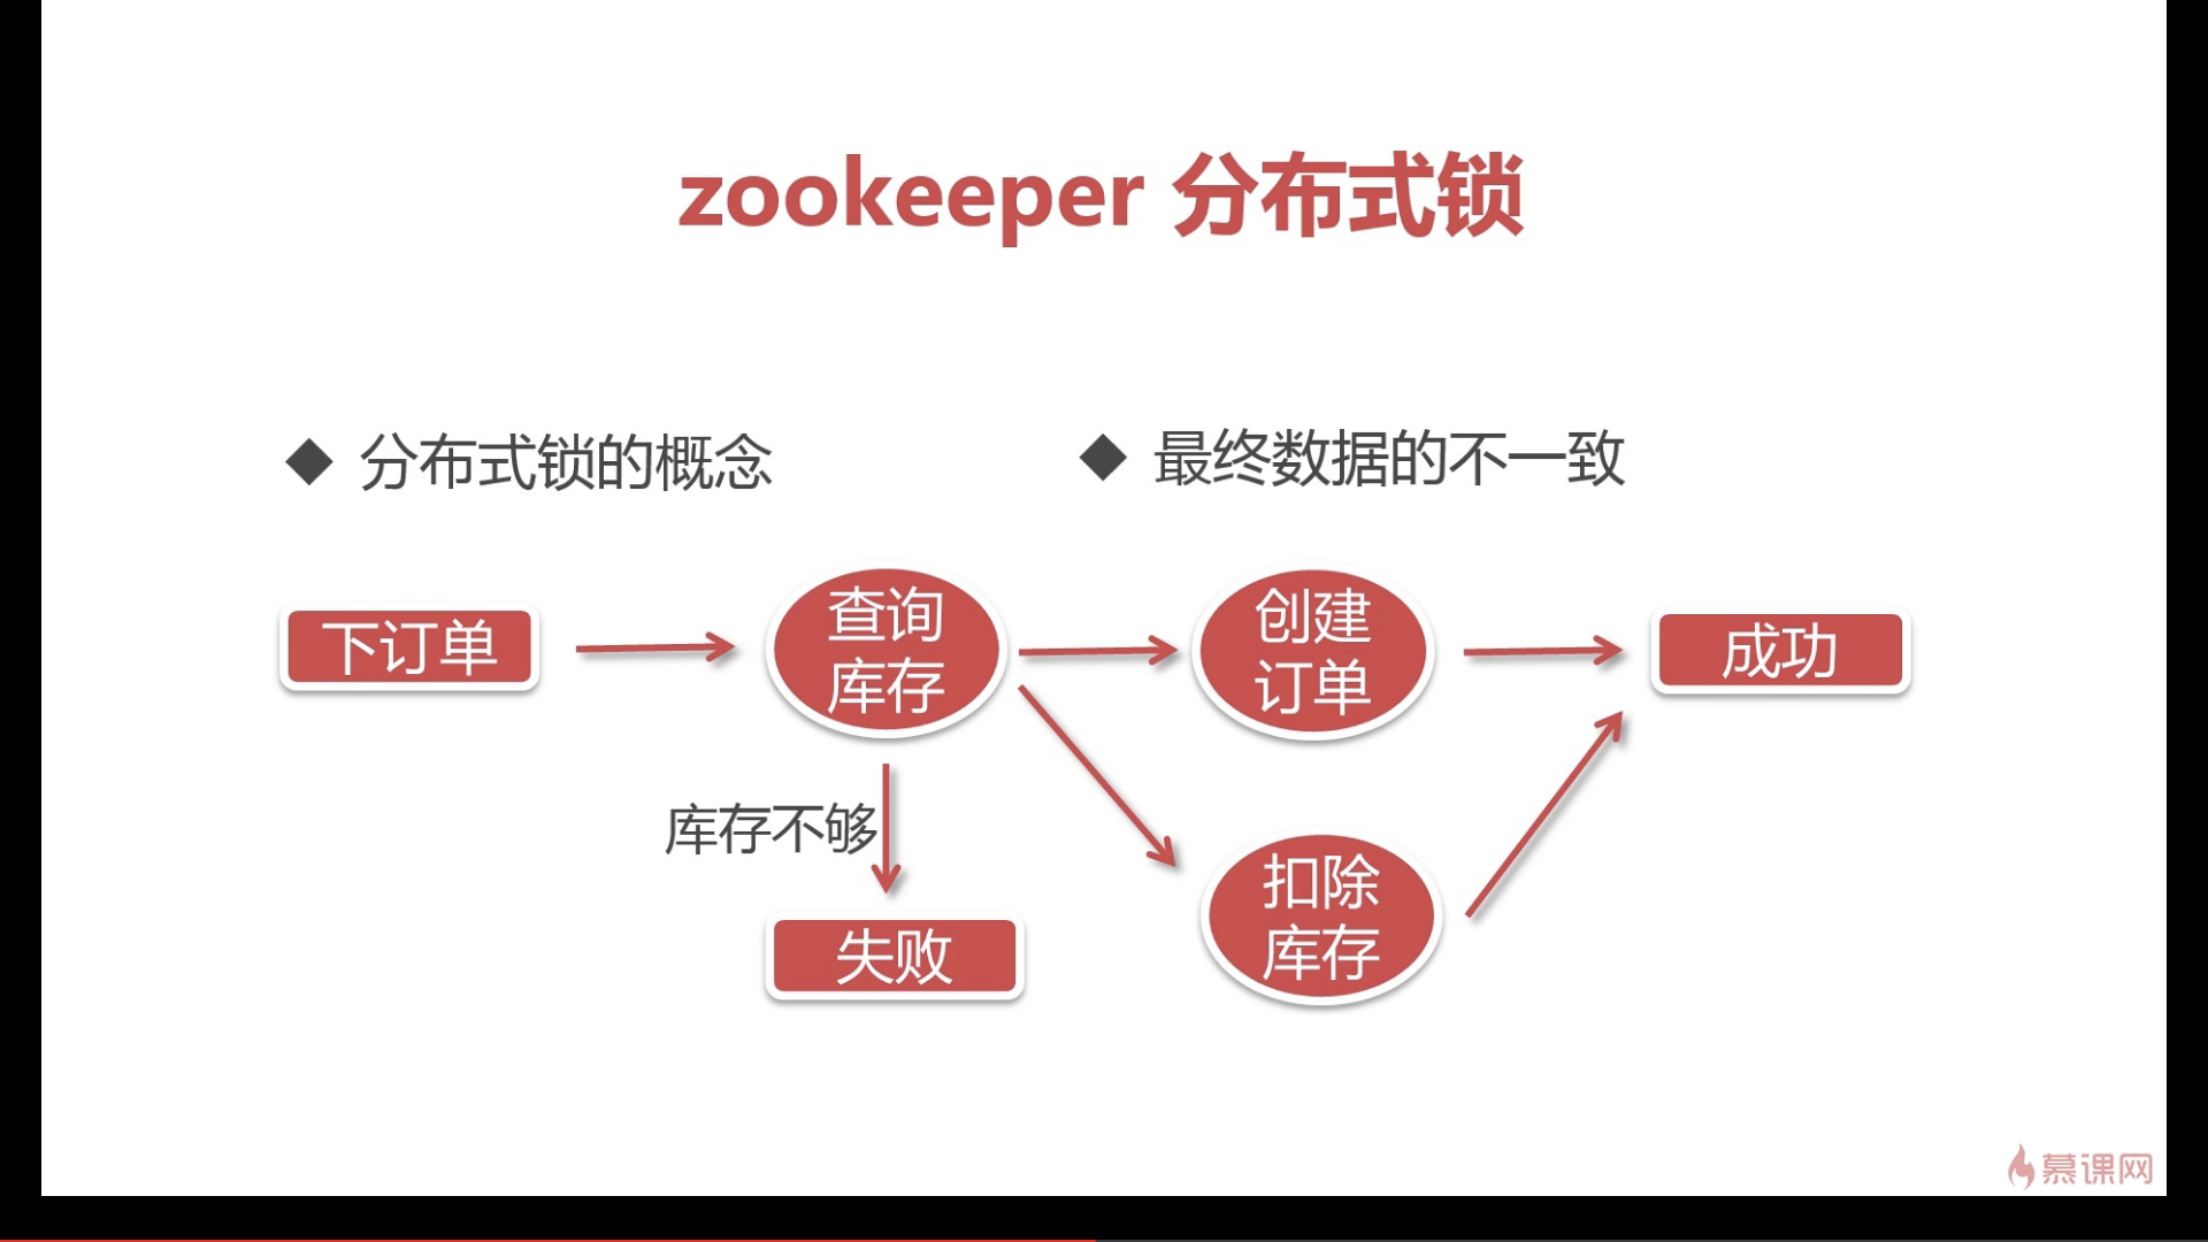 zookeeper 分布式锁
◆ 分布式锁的概念
◆ 最终数据的不一致
下订单
查询
库存
创建
订单
成功
库存不够
失败
扣除
库存
慕课网